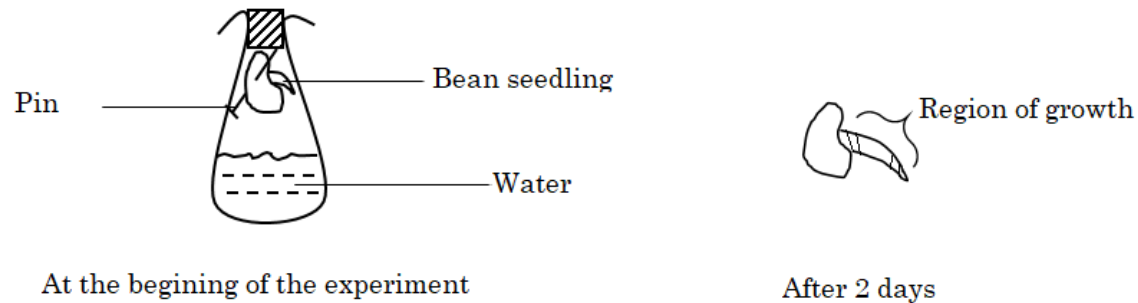 Bean seedling
Pin
Region of growth
Water
At the begining of the experiment
After 2 days